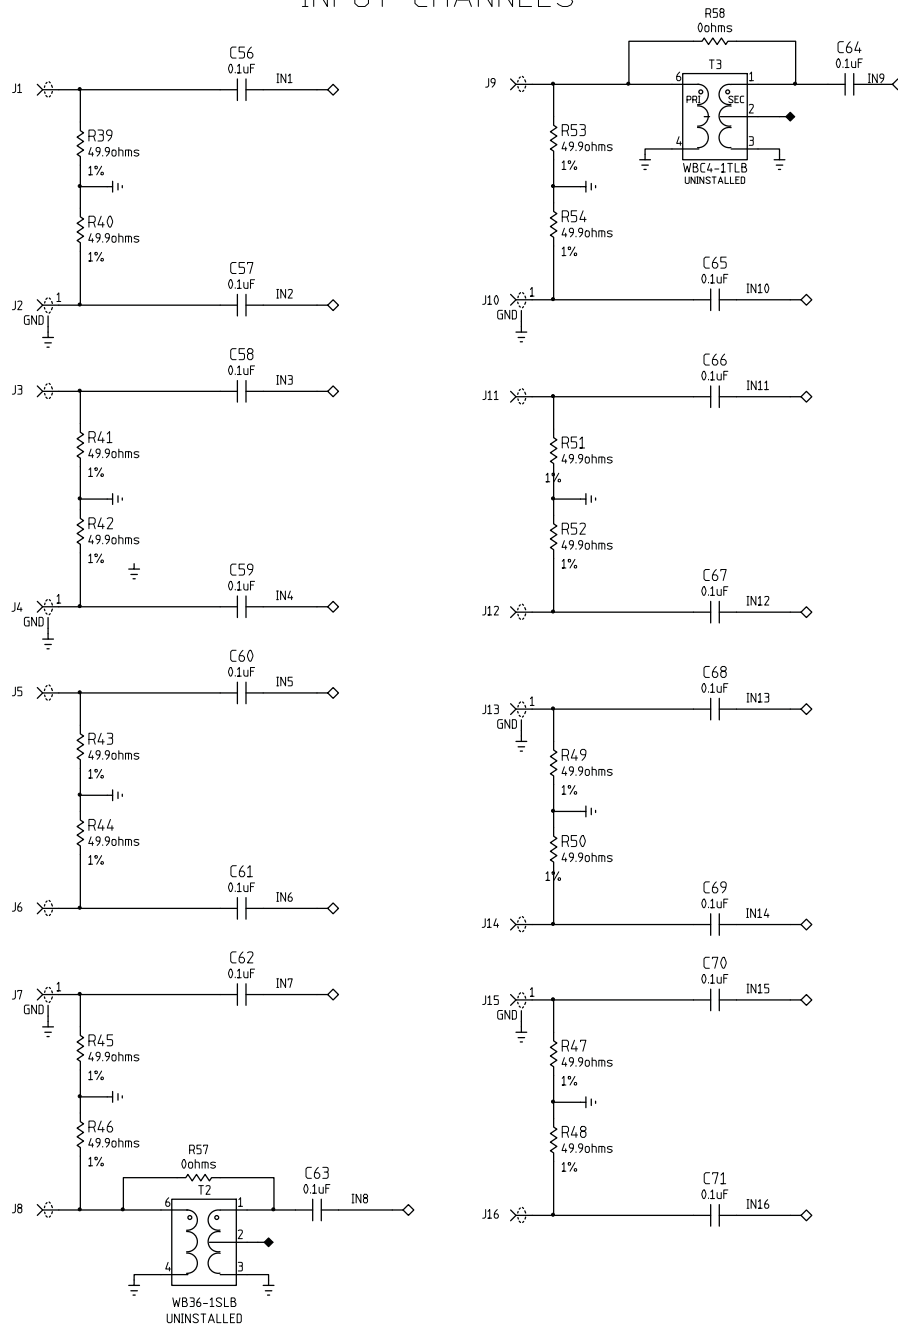 INPUT CHANNELS
C56
0.1uF
J1
IN1
R39
49.9ohms
1%
R40
49.9ohms
1%
C57
0.1uF
J2
1
IN2
GND
C58
0.1uF
J3
IN3
R41
49.9ohms
1%
R42
49.9ohms
1%
C59
0.1uF
J4
1
IN4
GND
C60
0.1uF
J5
IN5
R43
49.9ohms
1%
R44
49.9ohms
1%
C61
0.1uF
J6
IN6
C62
0.1uF
J7
1
IN7
GND
R45
49.9ohms
1%
R46
49.9ohms
1%
R57
0ohms
T2
C63
0.1uF
J8
6
1
IN8
2
4
3
WB36-1SLB
UNINSTALLED
R58
0ohms
C64
0.1uF
T3
J9
6
1
IN9
PRI
SEC
2
4
3
WBC4-1TLB
UNINSTALLED
R53
49.9ohms
1%
R54
49.9ohms
1%
C65
0.1uF
J10
1
IN10
GND
C66
0.1uF
J11
IN11
R51
49.9ohms
1%
R52
49.9ohms
1%
C67
0.1uF
J12
IN12
C68
0.1uF
J13
1
IN13
GND
R49
49.9ohms
1%
R50
49.9ohms
1%
C69
0.1uF
J14
IN14
C70
0.1uF
J15
1
IN15
GND
R47
49.9ohms
1%
R48
49.9ohms
1%
C71
0.1uF
J16
IN16